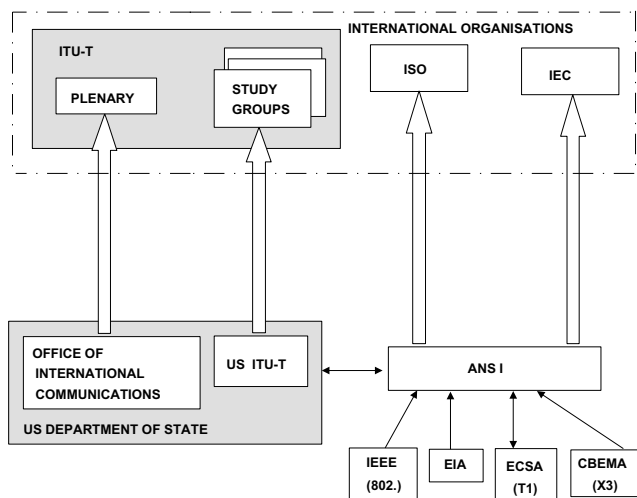 INTERNATIONAL ORGANISATIONS
ITU-T
PLENARY
STUDY
GROUPS
ISO
IEC
OFFICE OF
INTERNATIONAL
COMMUNICATIONS
US ITU-T
US DEPARTMENT OF STATE
ANS I
IEEE
(802.)
EIA
ECSA
(T1)
CBEMA
(X3)